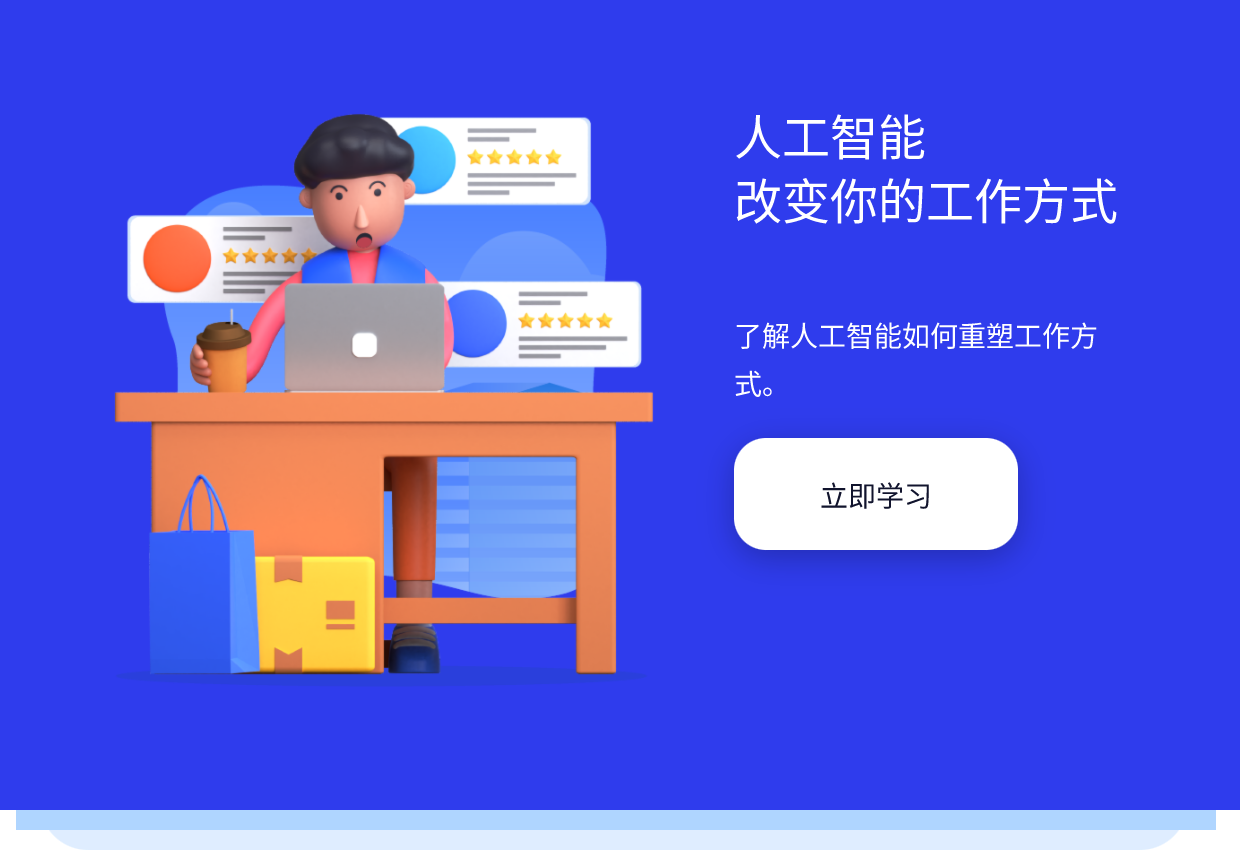 人工智能
改变你的工作方式
了解人工智能如何重塑工作方
式。
立即学习